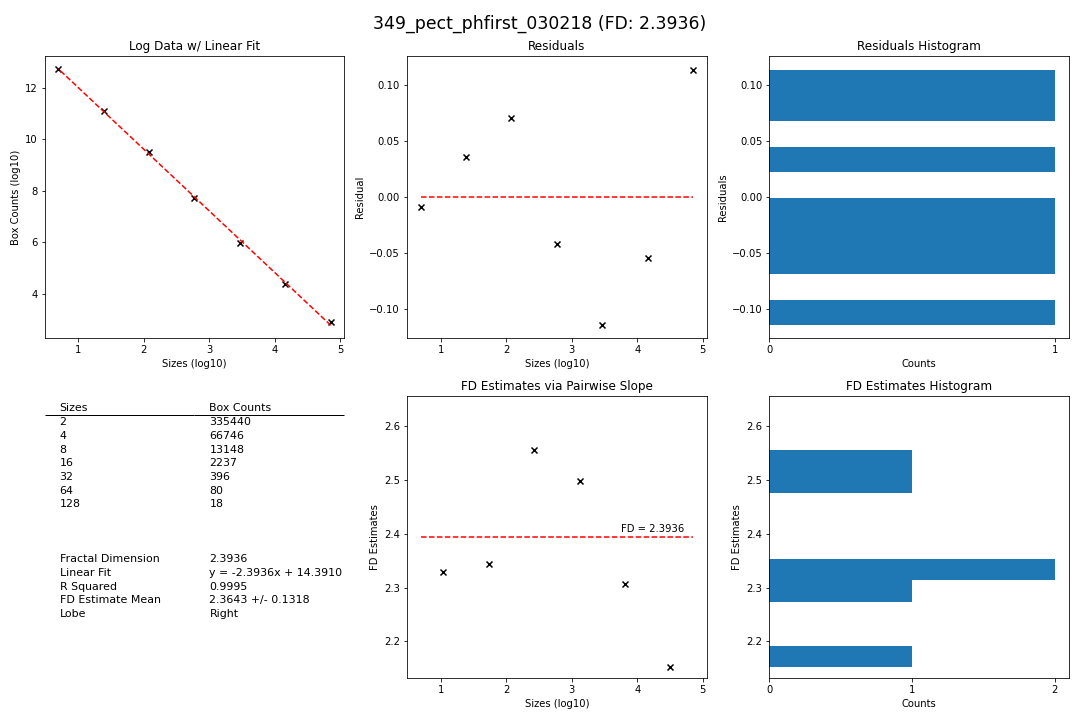 349_pect_phfirst_030218 (FD: 2.3936)
Log Data w/ Linear Fit
12
10
8
6
4
Box Counts (log10)
1 2 3 4 5
Sizes (log10)
Residuals
0.10
0.05
0.00
−0.05
−0.10
Residual
1 2 3 4 5
Sizes (log10)
Residuals Histogram
0.10
0.05
0.00
−0.05
−0.10
Residuals
0 1
Counts
Sizes Box Counts
2 335440
4 66746
8 13148
16 2237
32 396
64 80
128 18
Fractal Dimension 2.3936
Linear Fit y = -2.3936x + 14.3910
R Squared 0.9995
FD Estimate Mean 2.3643 +/- 0.1318
Lobe Right
FD Estimates via Pairwise Slope
2.6
2.5
2.4
2.3
2.2
FD Estimates
FD = 2.3936
1 2 3 4 5
Sizes (log10)
FD Estimates Histogram
2.6
2.5
2.4
2.3
2.2
FD Estimates
0 1 2
Counts